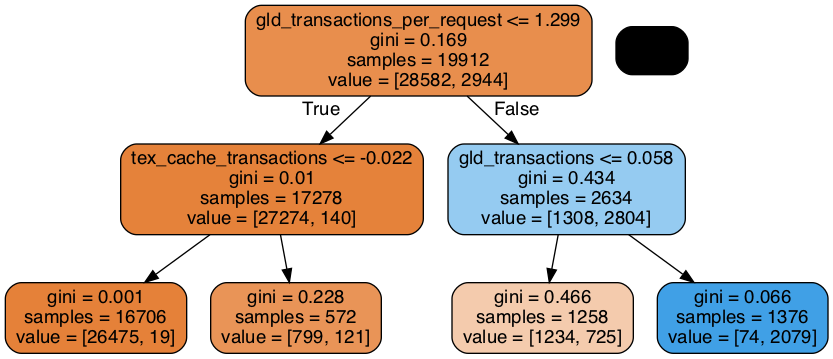 gld_transactions_per_request <= 1.299
gini = 0.169
samples = 19912
value = [28582, 2944]
True
False
tex_cache_transactions <= -0.022
gini = 0.01
samples = 17278
value = [27274, 140]
gld_transactions <= 0.058
gini = 0.434
samples = 2634
value = [1308, 2804]
gini = 0.001
samples = 16706
value = [26475, 19]
gini = 0.228
samples = 572
value = [799, 121]
gini = 0.466
samples = 1258
value = [1234, 725]
gini = 0.066
samples = 1376
value = [74, 2079]